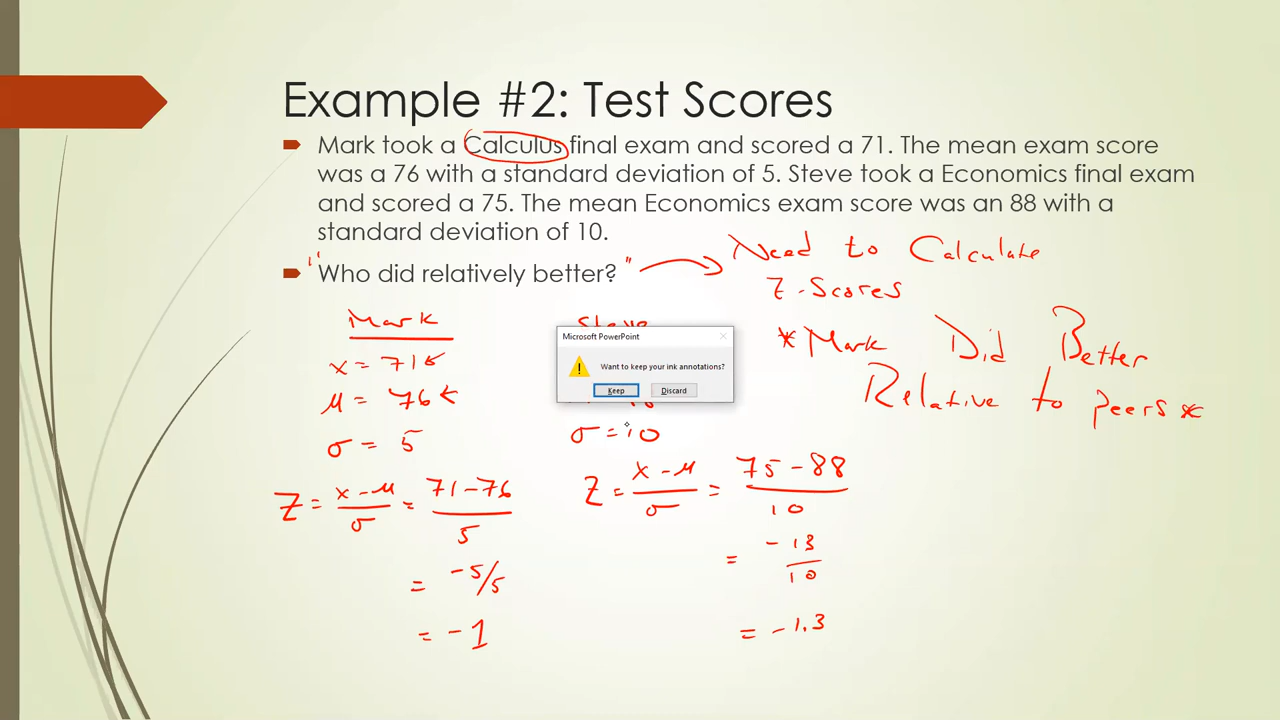 Example #2: Test Scores
Mark took a Calculus final exam and scored a 71. The mean exam score
was a 76 with a standard deviation of 5. Steve took a Economics final exam
and scored a 75. The mean Economics exam score was an 88 with a
standard deviation of 10.
"Who did relatively better?" → Need to Calculate
Z-Scores
Mark
x = 71 ←
μ = 76 ←
σ = 5
Z = x - μ / σ = 71 - 76 / 5
= -5/5
= -1
Steve
Microsoft PowerPoint
Want to keep your ink annotations?
Keep Discard
σ = 10
Z = x - μ / σ = 75 - 88 / 10
= -13 / 10
= -1.3
*Mark Did Better
Relative to peers*